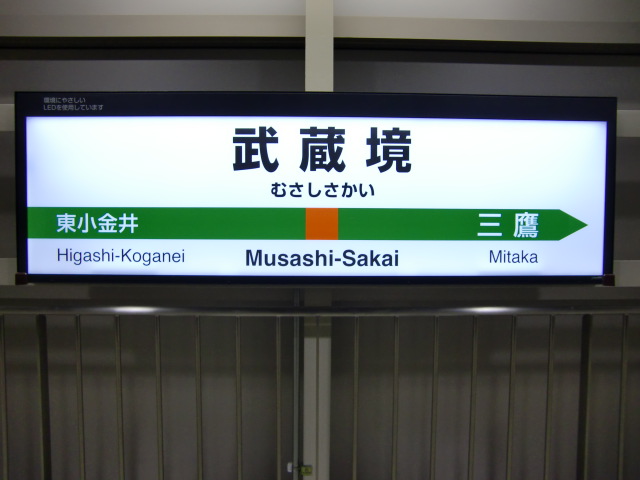 環境にやさしい
LEDを使用しています
武蔵境
むさしさかい
東小金井 三鷹
Higashi-Koganei Musashi-Sakai Mitaka